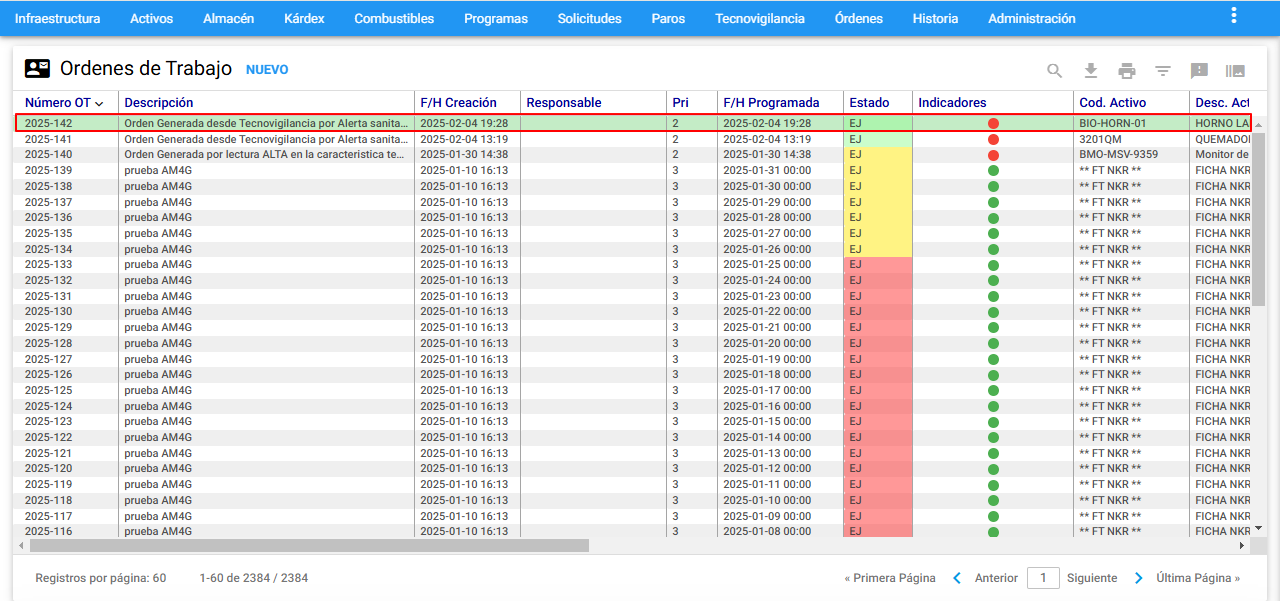 Infraestructura Activos Almacén Kárdex Combustibles Programas Solicitudes Paros Tecnovigilancia Órdenes Historia Administración
Ordenes de Trabajo NUEVO
Número OT Descripción F/H Creación Responsable Pri F/H Programada Estado Indicadores Cod. Activo Desc. Act
2025-142 Orden Generada desde Tecnovigilancia por Alerta sanita... 2025-02-04 19:28 2 2025-02-04 19:28 EJ BIO-HORN-01 HORNO LA
2025-141 Orden Generada desde Tecnovigilancia por Alerta sanita... 2025-02-04 13:19 2 2025-02-04 13:19 EJ 3201QM QUEMADO
2025-140 Orden Generada por lectura ALTA en la caracteristica te... 2025-01-30 14:38 2 2025-01-30 14:38 EJ BMO-MSV-9359 Monitor de
2025-139 prueba AM4G 2025-01-10 16:13 3 2025-01-31 00:00 EJ ** FT NKR ** FICHA NKR
2025-138 prueba AM4G 2025-01-10 16:13 3 2025-01-30 00:00 EJ ** FT NKR ** FICHA NKR
2025-137 prueba AM4G 2025-01-10 16:13 3 2025-01-29 00:00 EJ ** FT NKR ** FICHA NKR
2025-136 prueba AM4G 2025-01-10 16:13 3 2025-01-28 00:00 EJ ** FT NKR ** FICHA NKR
2025-135 prueba AM4G 2025-01-10 16:13 3 2025-01-27 00:00 EJ ** FT NKR ** FICHA NKR
2025-134 prueba AM4G 2025-01-10 16:13 3 2025-01-26 00:00 EJ ** FT NKR ** FICHA NKR
2025-133 prueba AM4G 2025-01-10 16:13 3 2025-01-25 00:00 EJ ** FT NKR ** FICHA NKR
2025-132 prueba AM4G 2025-01-10 16:13 3 2025-01-24 00:00 EJ ** FT NKR ** FICHA NKR
2025-131 prueba AM4G 2025-01-10 16:13 3 2025-01-23 00:00 EJ ** FT NKR ** FICHA NKR
2025-130 prueba AM4G 2025-01-10 16:13 3 2025-01-22 00:00 EJ ** FT NKR ** FICHA NKR
2025-129 prueba AM4G 2025-01-10 16:13 3 2025-01-21 00:00 EJ ** FT NKR ** FICHA NKR
2025-128 prueba AM4G 2025-01-10 16:13 3 2025-01-20 00:00 EJ ** FT NKR ** FICHA NKR
2025-127 prueba AM4G 2025-01-10 16:13 3 2025-01-19 00:00 EJ ** FT NKR ** FICHA NKR
2025-126 prueba AM4G 2025-01-10 16:13 3 2025-01-18 00:00 EJ ** FT NKR ** FICHA NKR
2025-125 prueba AM4G 2025-01-10 16:13 3 2025-01-17 00:00 EJ ** FT NKR ** FICHA NKR
2025-124 prueba AM4G 2025-01-10 16:13 3 2025-01-16 00:00 EJ ** FT NKR ** FICHA NKR
2025-123 prueba AM4G 2025-01-10 16:13 3 2025-01-15 00:00 EJ ** FT NKR ** FICHA NKR
2025-122 prueba AM4G 2025-01-10 16:13 3 2025-01-14 00:00 EJ ** FT NKR ** FICHA NKR
2025-121 prueba AM4G 2025-01-10 16:13 3 2025-01-13 00:00 EJ ** FT NKR ** FICHA NKR
2025-120 prueba AM4G 2025-01-10 16:13 3 2025-01-12 00:00 EJ ** FT NKR ** FICHA NKR
2025-119 prueba AM4G 2025-01-10 16:13 3 2025-01-11 00:00 EJ ** FT NKR ** FICHA NKR
2025-118 prueba AM4G 2025-01-10 16:13 3 2025-01-10 00:00 EJ ** FT NKR ** FICHA NKR
2025-117 prueba AM4G 2025-01-10 16:13 3 2025-01-09 00:00 EJ ** FT NKR ** FICHA NKR
2025-116 prueba AM4G 2025-01-10 16:13 3 2025-01-08 00:00 EJ ** FT NKR ** FICHA NKR
Registros por página: 60 1-60 de 2384 / 2384 « Primera Página Anterior 1 Siguiente Última Página »